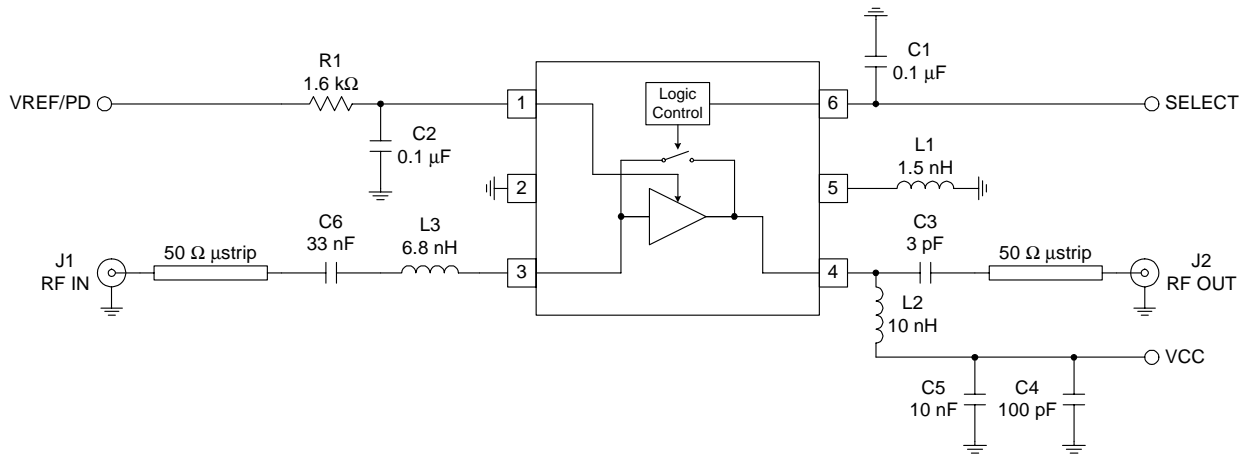 C1
0.1 µF
R1
1.6 kΩ
VREF/PD
1
Logic
Control
6
SELECT
C2
0.1 µF
L1
1.5 nH
2
5
C6
33 nF
L3
6.8 nH
C3
3 pF
J1
RF IN
50 Ω µstrip
3
4
50 Ω µstrip
J2
RF OUT
L2
10 nH
VCC
C5
10 nF
C4
100 pF